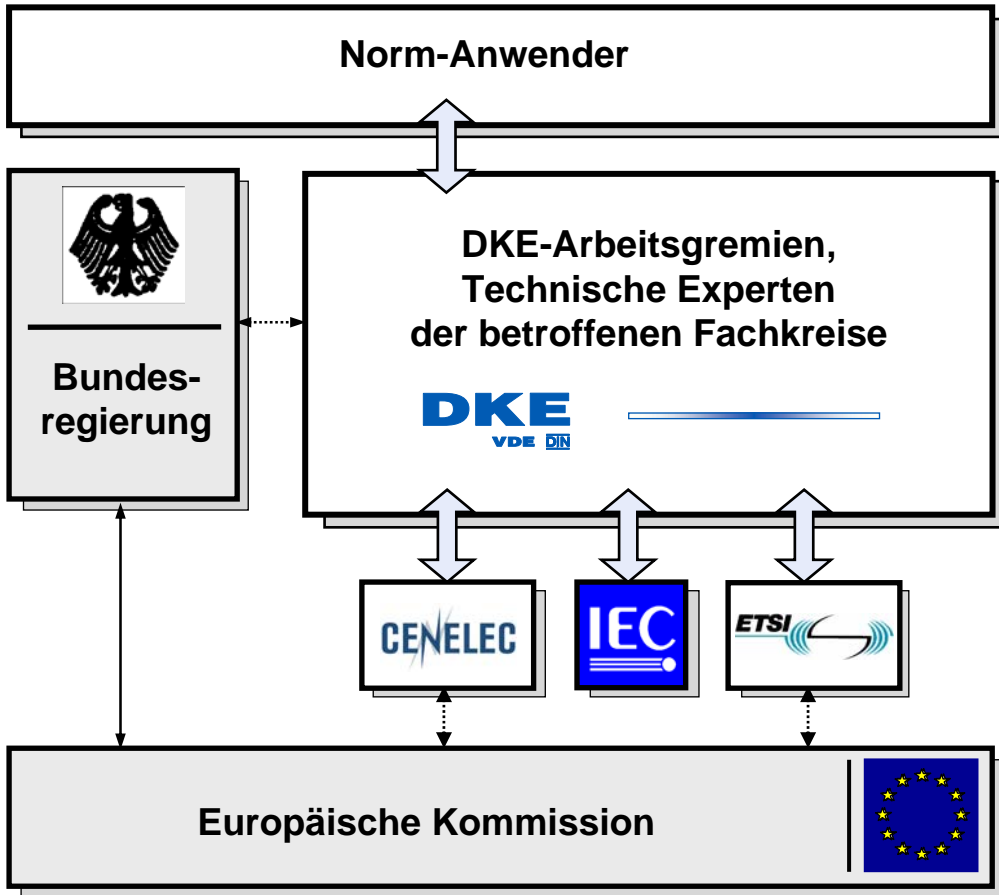 Norm-Anwender
Bundes-
regierung
DKE-Arbeitsgremien,
Technische Experten
der betroffenen Fachkreise
DKE
VDE DIN
CENELEC
IEC
ETSI
Europäische Kommission